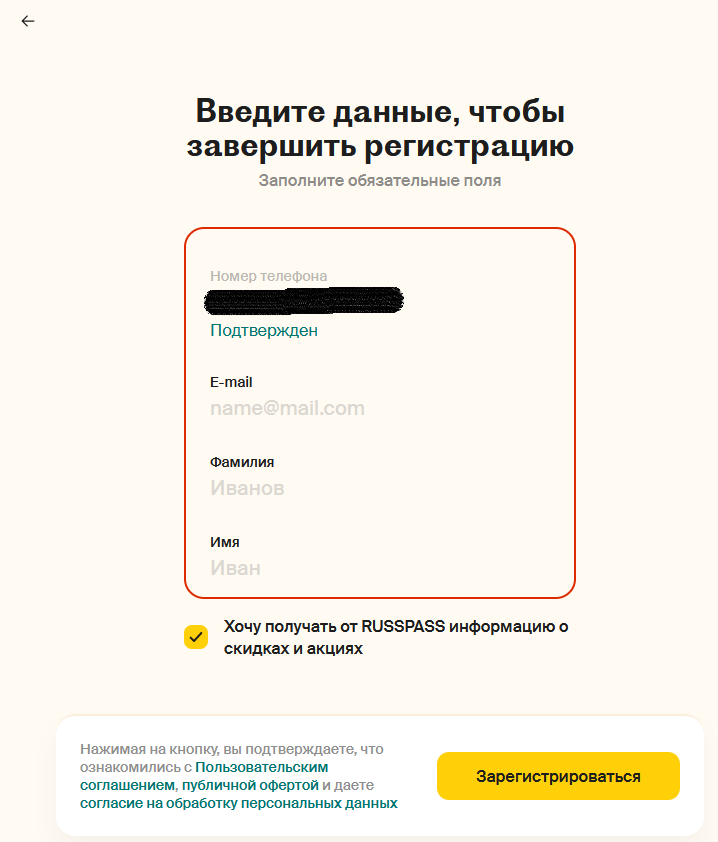 Введите данные, чтобы
завершить регистрацию
Заполните обязательные поля
Номер телефона
Подтвержден
E-mail
name@mail.com
Фамилия
Иванов
Имя
Иван
Хочу получать от RUSSPASS информацию о
скидках и акциях
Нажимая на кнопку, вы подтверждаете, что
ознакомились с Пользовательским
соглашением, публичной офертой и даете
согласие на обработку персональных данных
Зарегистрироваться